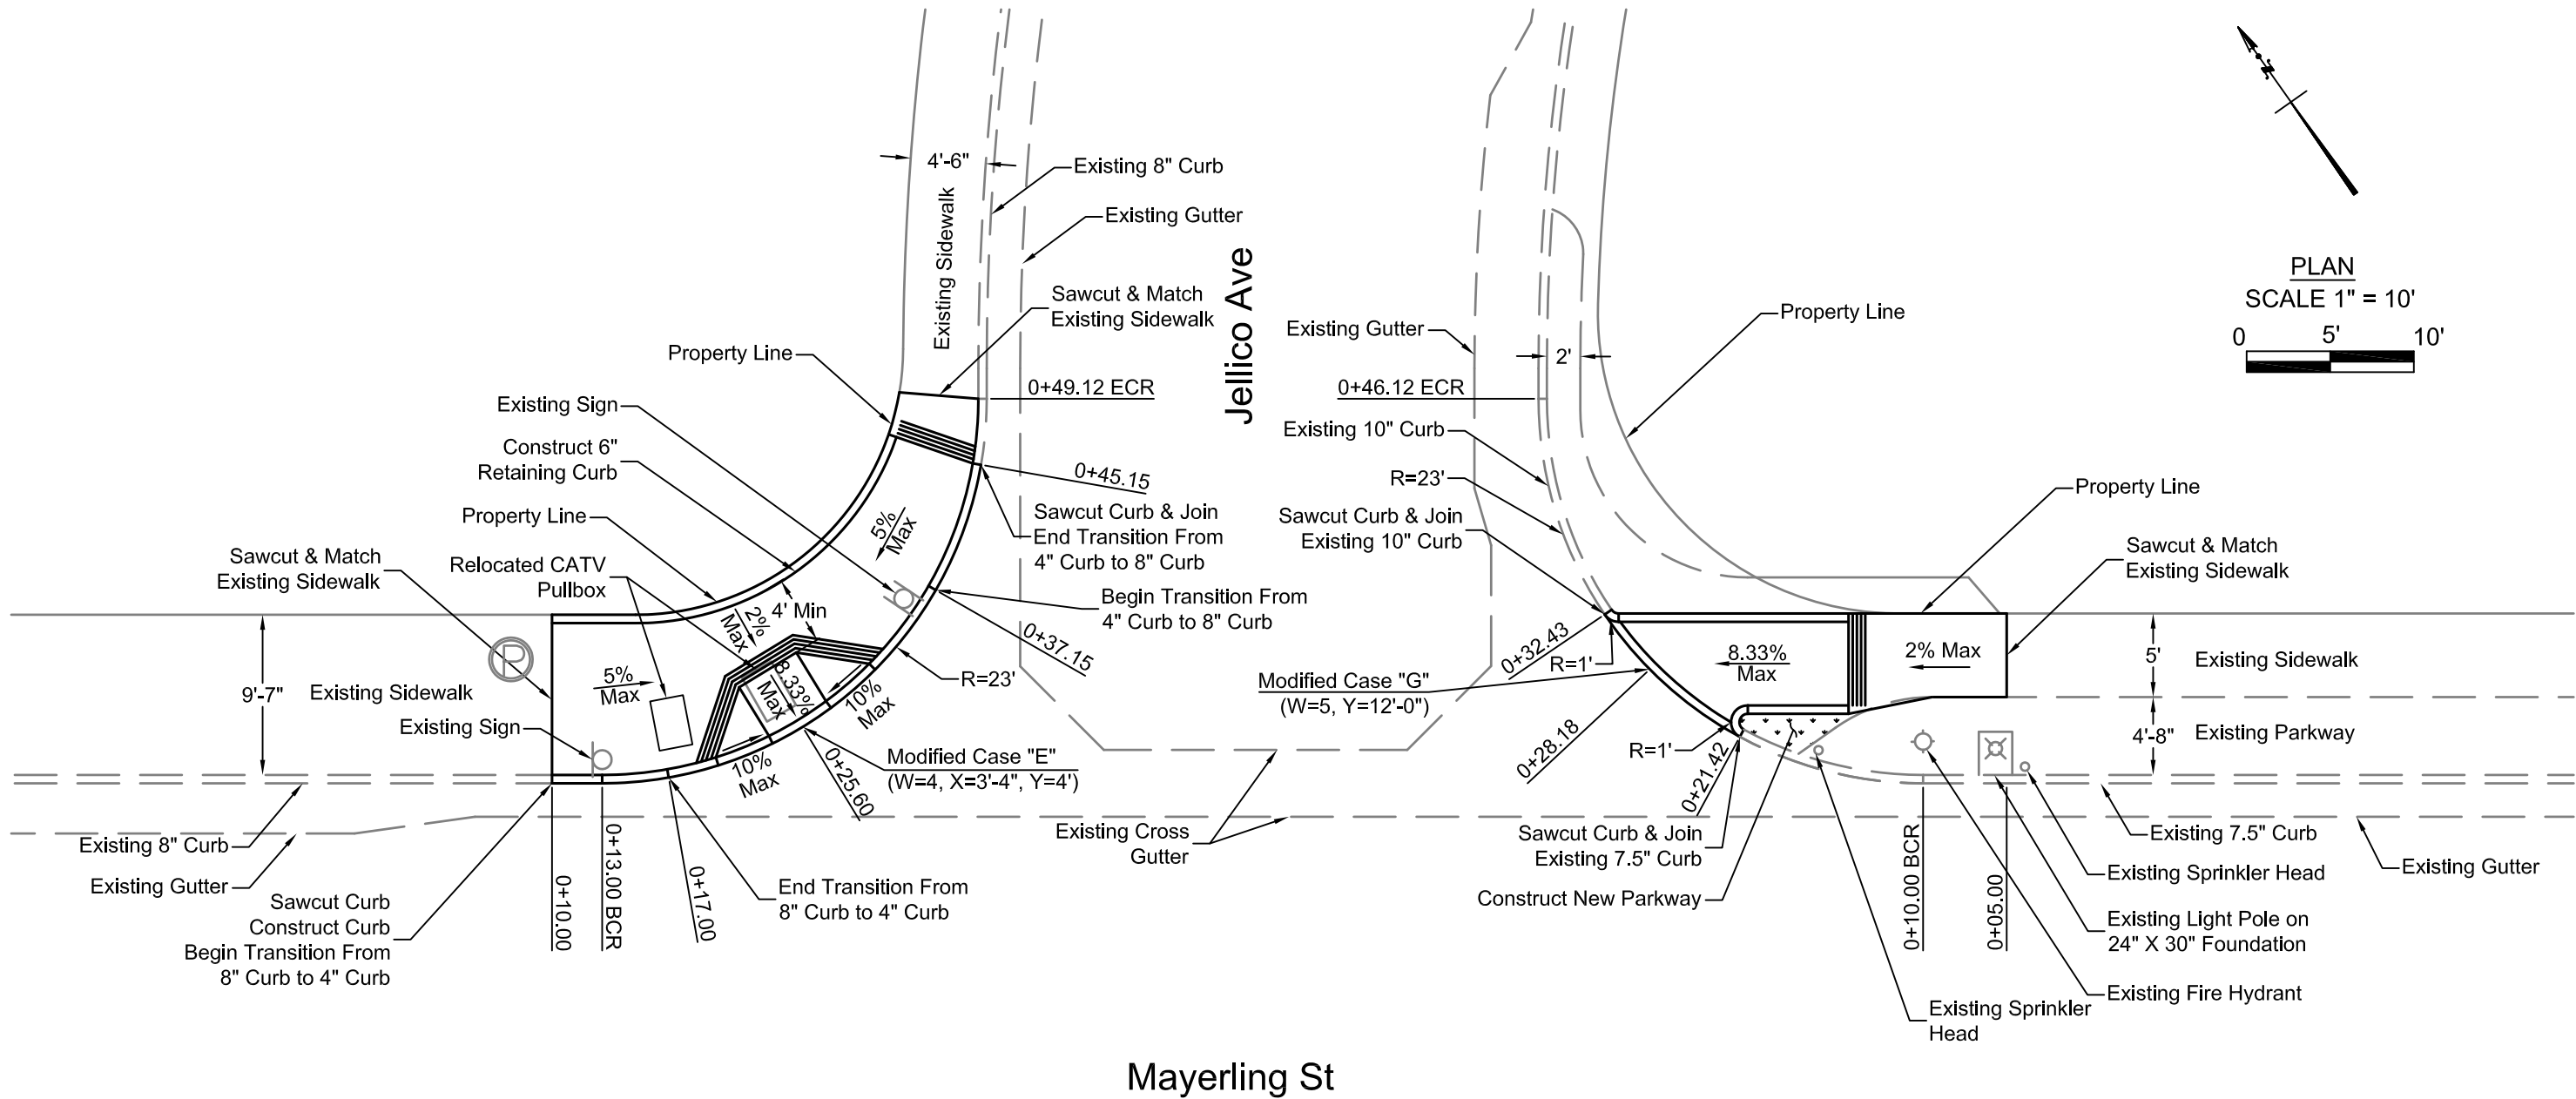 4'-6"
Existing 8" Curb
Existing Gutter
Existing Sidewalk
Jellico Ave
Sawcut & Match
Existing Sidewalk
Property Line
0+49.12 ECR
Existing Sign
Construct 6"
Retaining Curb
0+45.15
Property Line
5%
Max
Sawcut Curb & Join
End Transition From
4" Curb to 8" Curb
Sawcut & Match
Existing Sidewalk
Relocated CATV
Pullbox
4' Min
2%
Max
Begin Transition From
4" Curb to 8" Curb
0+37.15
P
R=23'
9'-7"
Existing Sidewalk
5%
Max
8.33%
Max
10%
Max
Existing Sign
10%
Max
0+25.60
Modified Case "E"
(W=4, X=3'-4", Y=4')
Existing 8" Curb
Existing Gutter
Sawcut Curb
Construct Curb
Begin Transition From
8" Curb to 4" Curb
0+10.00
0+13.00 BCR
0+17.00
End Transition From
8" Curb to 4" Curb
Existing Cross
Gutter
N
PLAN
SCALE 1" = 10'
0 5' 10'
Property Line
Existing Gutter
2'
0+46.12 ECR
Existing 10" Curb
R=23'
Sawcut Curb & Join
Existing 10" Curb
Property Line
Sawcut & Match
Existing Sidewalk
0+32.43
R=1'
Modified Case "G"
(W=5, Y=12'-0")
8.33%
Max
2% Max
5'
Existing Sidewalk
4'-8"
Existing Parkway
0+28.18
R=1'
0+21.42
Sawcut Curb & Join
Existing 7.5" Curb
Construct New Parkway
0+10.00 BCR
0+05.00
Existing 7.5" Curb
Existing Sprinkler Head
Existing Gutter
Existing Light Pole on
24" X 30" Foundation
Existing Fire Hydrant
Existing Sprinkler
Head
Mayerling St